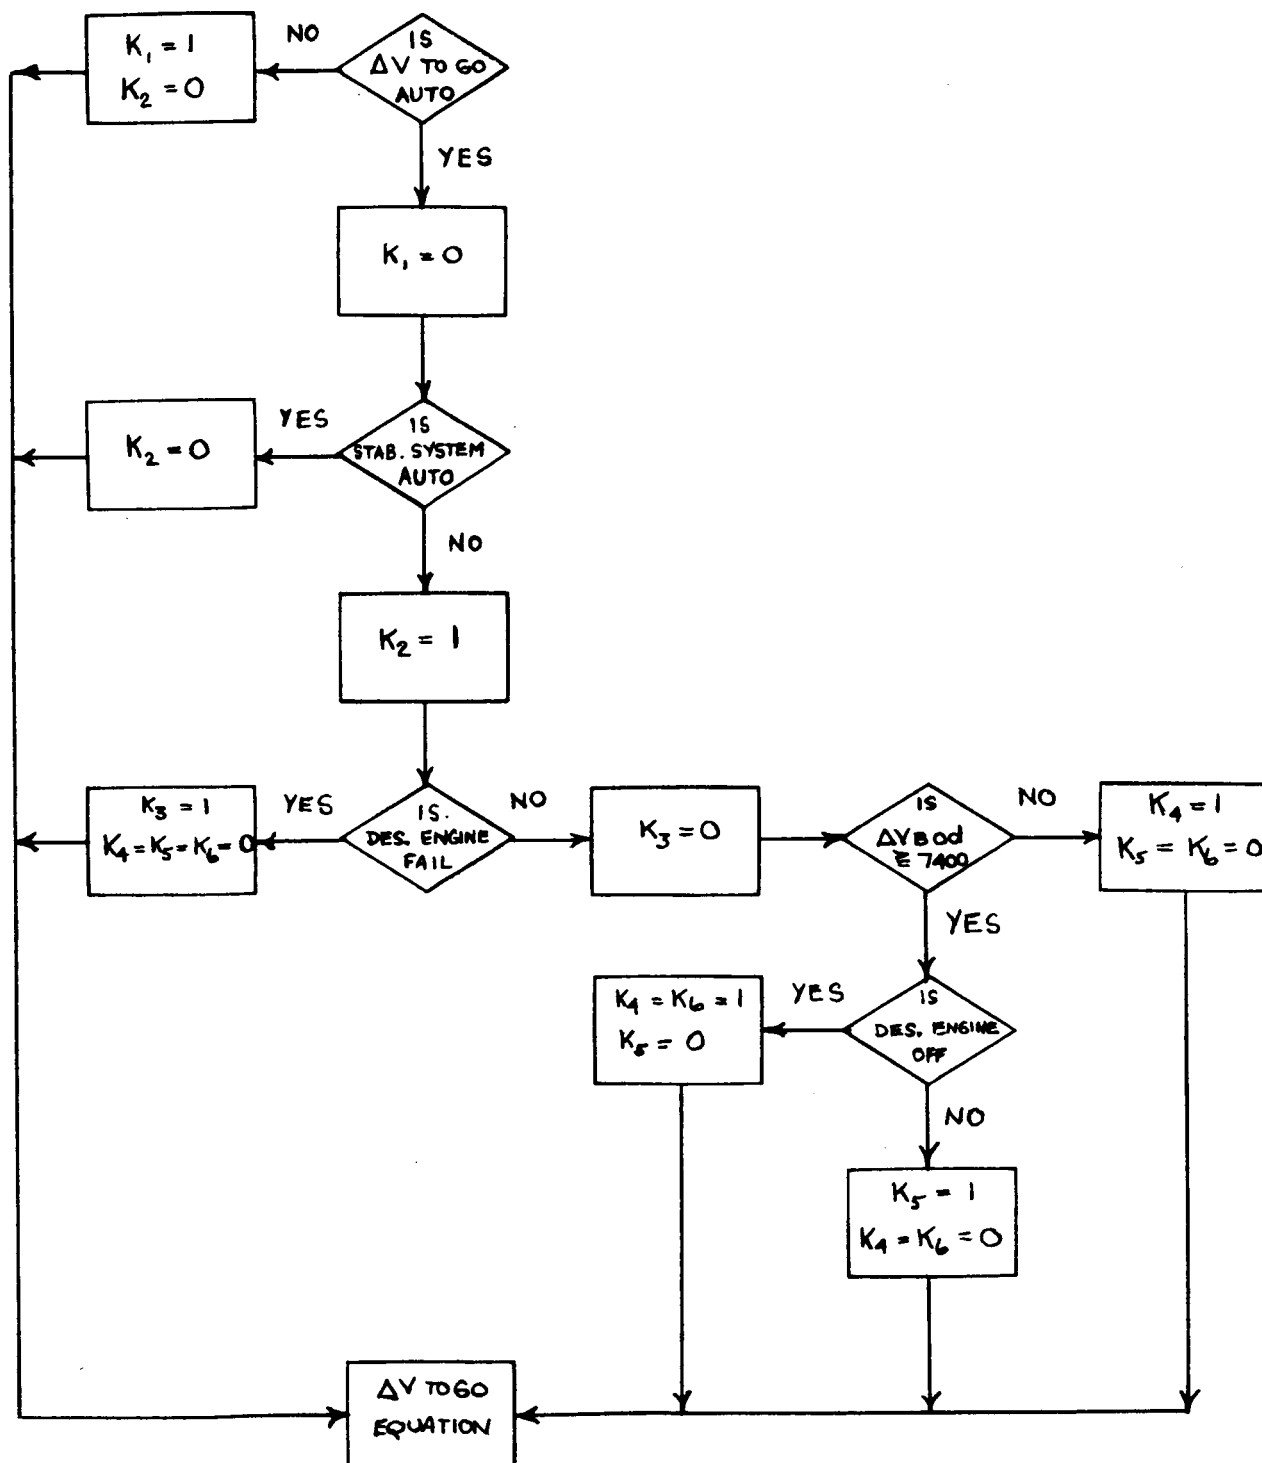 K₁ = 1
K₂ = 0
NO
IS
ΔV TO GO
AUTO
YES
K₁ = 0
K₂ = 0
YES
IS
STAB. SYSTEM
AUTO
NO
K₂ = 1
K₃ = 1
K₄ = K₅ = K₆ = 0
YES
IS.
DES. ENGINE
FAIL
NO
K₃ = 0
IS
7400
NO
K₄ = 1
K₅ = K₆ = 0
YES
K₄ = K₆ = 1
K₅ = 0
YES
IS
DES. ENGINE
OFF
NO
K₅ = 1
K₄ = K₆ = 0
ΔV TO GO
EQUATION